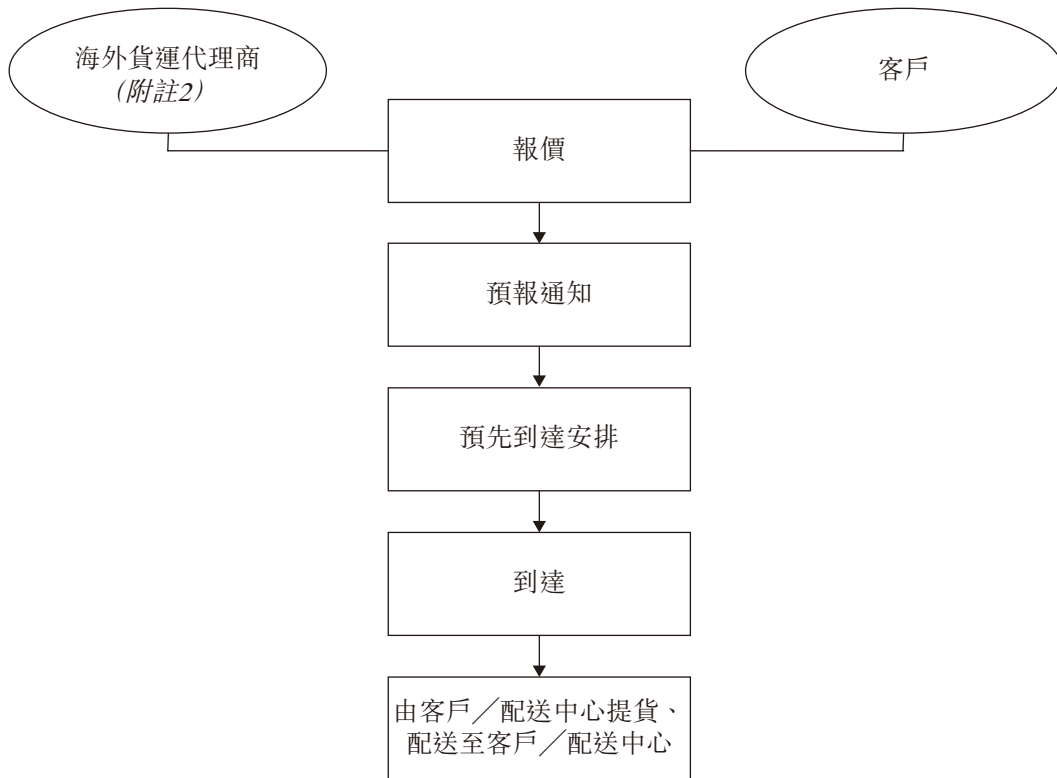 海外貨運代理商
(附註2)
客戶
報價
預報通知
預先到達安排
到達
由客戶╱配送中心提貨、
配送至客戶╱配送中心